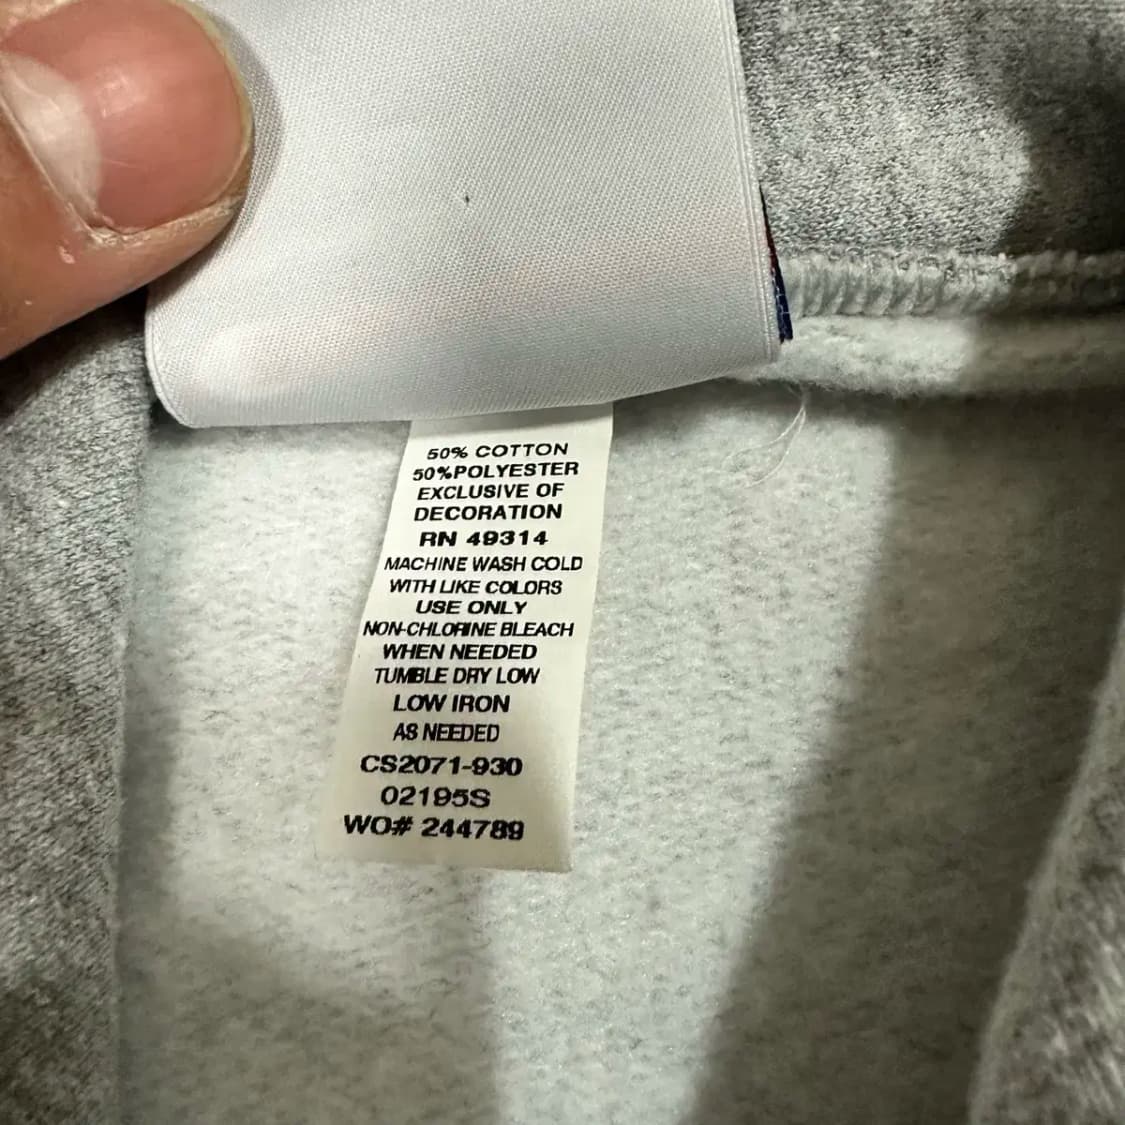 50% COTTON
50%POLYESTER
EXCLUSIVE OF
DECORATION
RN 49314
MACHINE WASH COLD
WITH LIKE COLORS
USE ONLY
NON-CHLORINE BLEACH
WHEN NEEDED
TUMBLE DRY LOW
LOW IRON
AS NEEDED
CS2071-930
02195S
WO# 244789